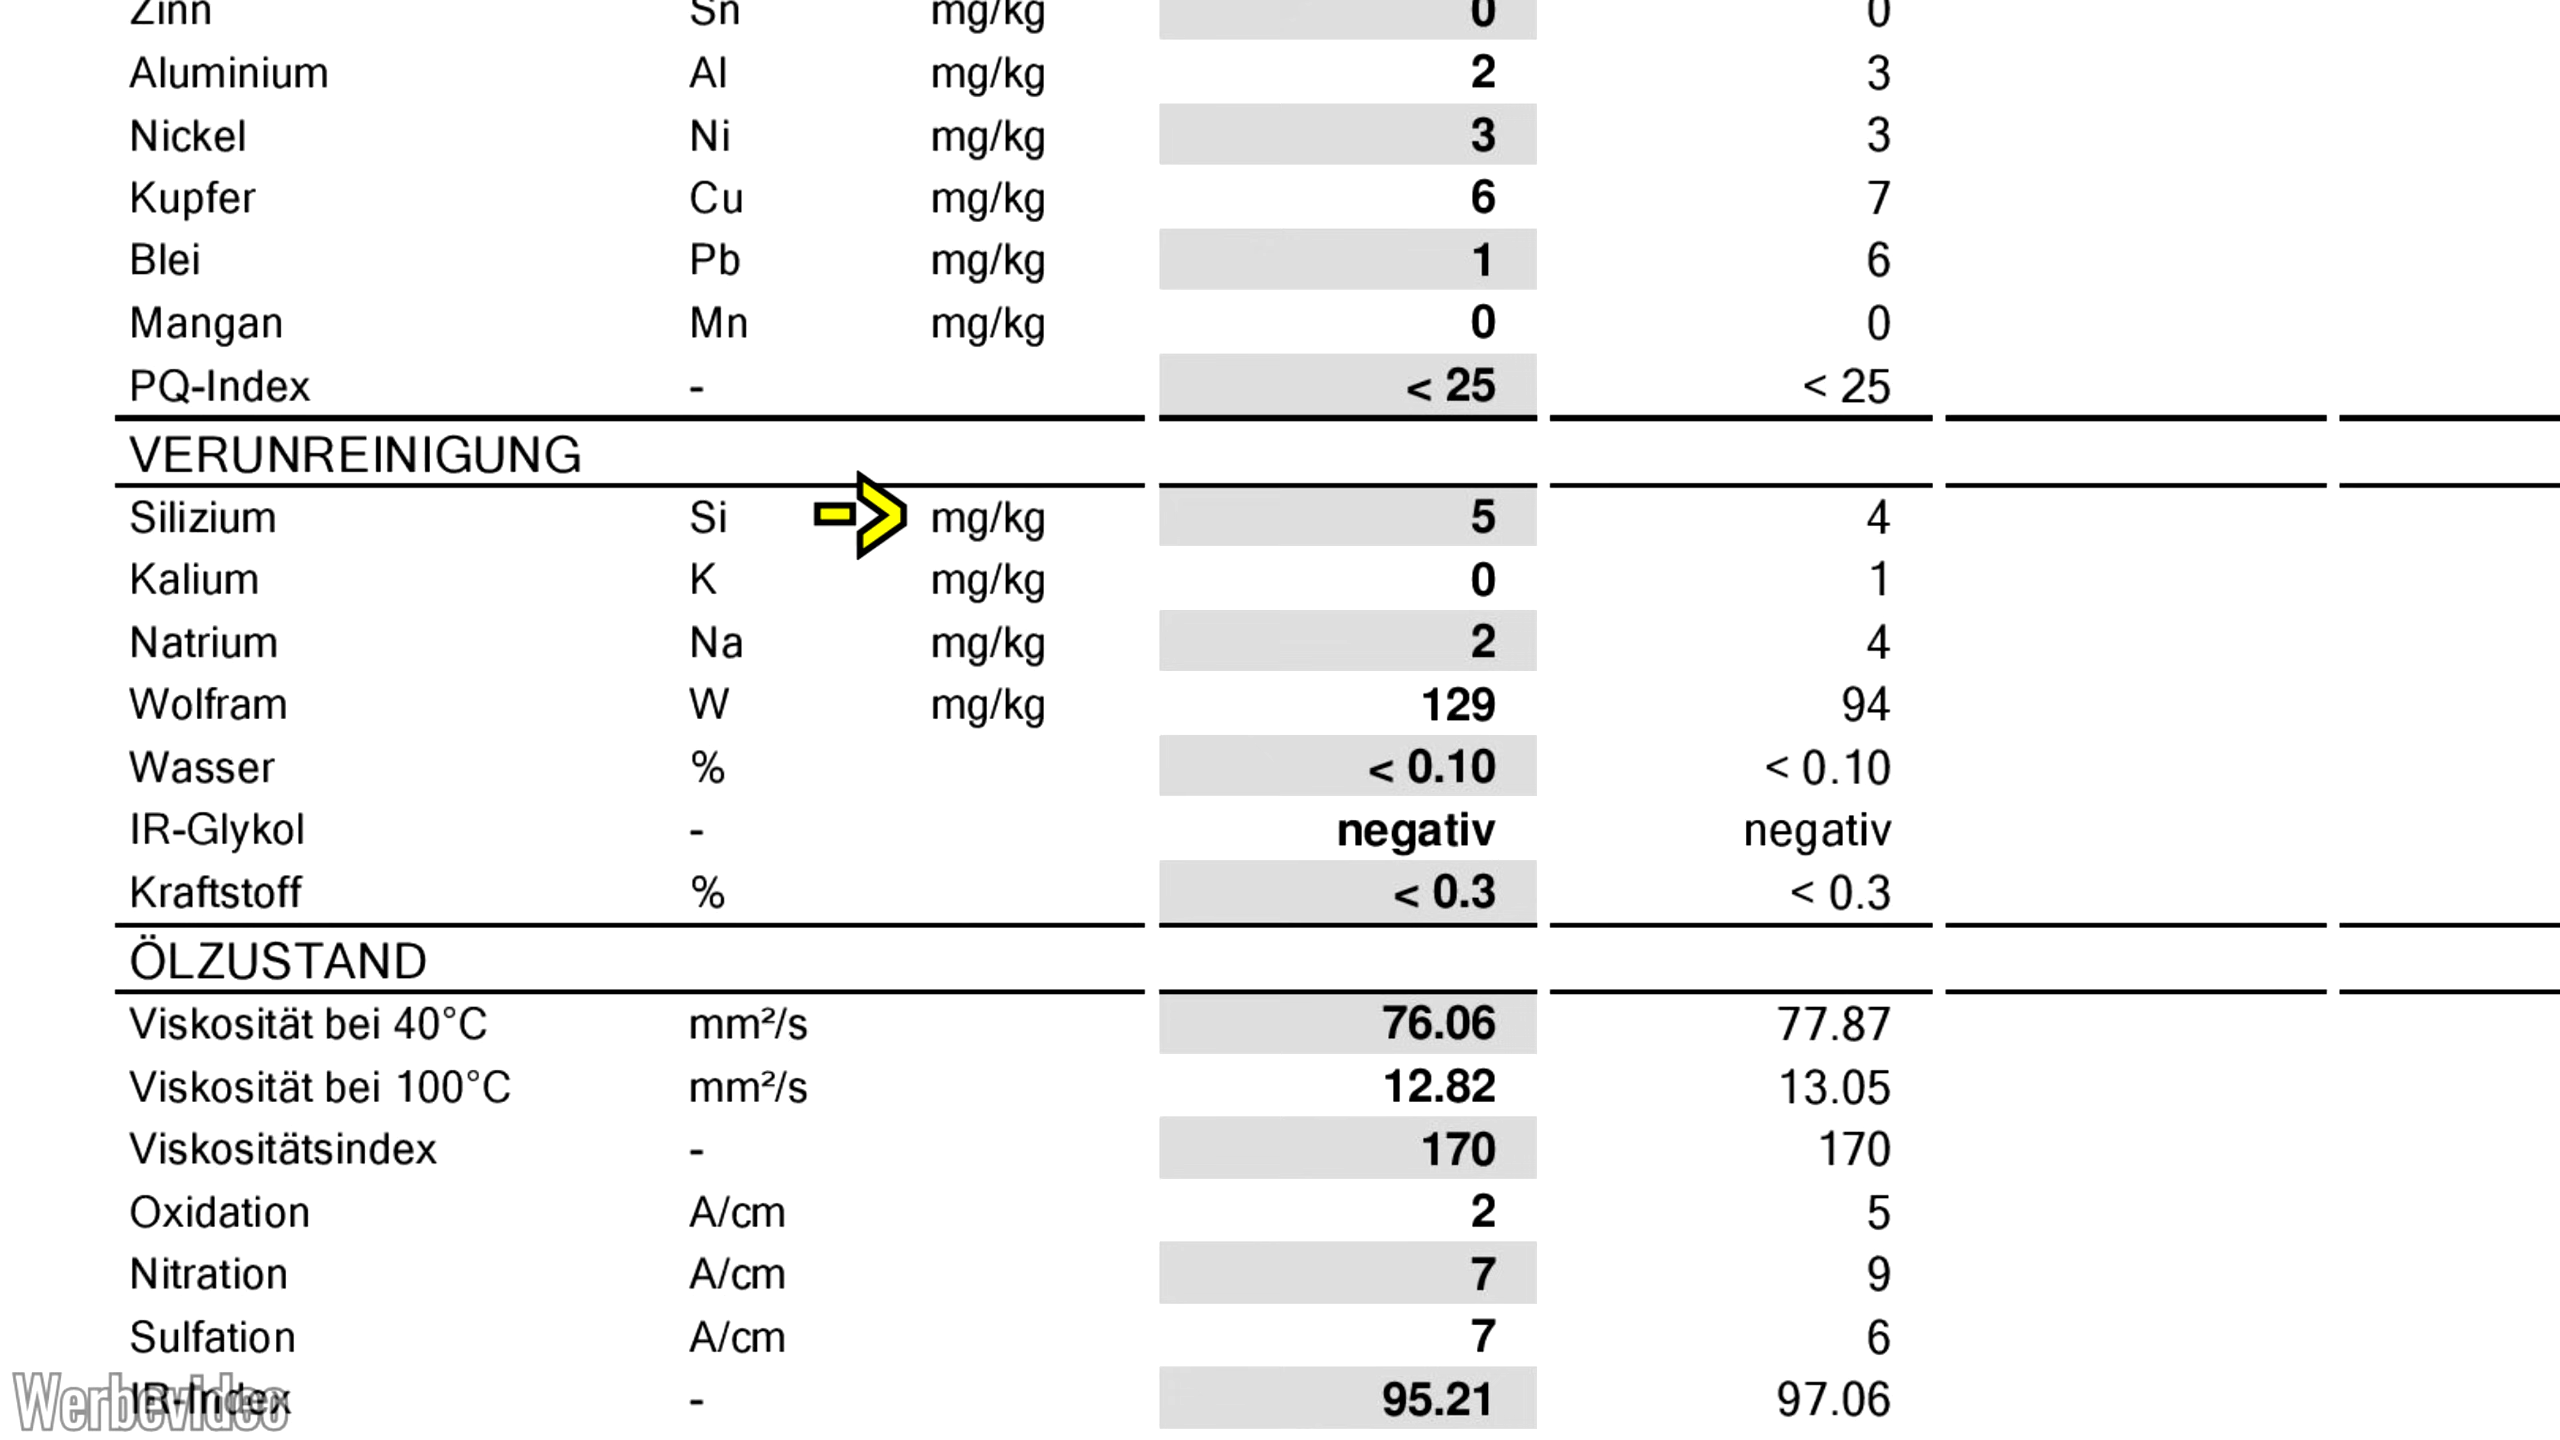 Zinn Sn mg/kg 0 0
Aluminium Al mg/kg 2 3
Nickel Ni mg/kg 3 3
Kupfer Cu mg/kg 6 7
Blei Pb mg/kg 1 6
Mangan Mn mg/kg 0 0
PQ-Index - < 25 < 25
VERUNREINIGUNG
Silizium Si mg/kg 5 4
Kalium K mg/kg 0 1
Natrium Na mg/kg 2 4
Wolfram W mg/kg 129 94
Wasser % < 0.10 < 0.10
IR-Glykol - negativ negativ
Kraftstoff % < 0.3 < 0.3
ÖLZUSTAND
Viskosität bei 40°C mm²/s 76.06 77.87
Viskosität bei 100°C mm²/s 12.82 13.05
Viskositätsindex - 170 170
Oxidation A/cm 2 5
Nitration A/cm 7 9
Sulfation A/cm 7 6
IR-Index - 95.21 97.06
Werbevideo